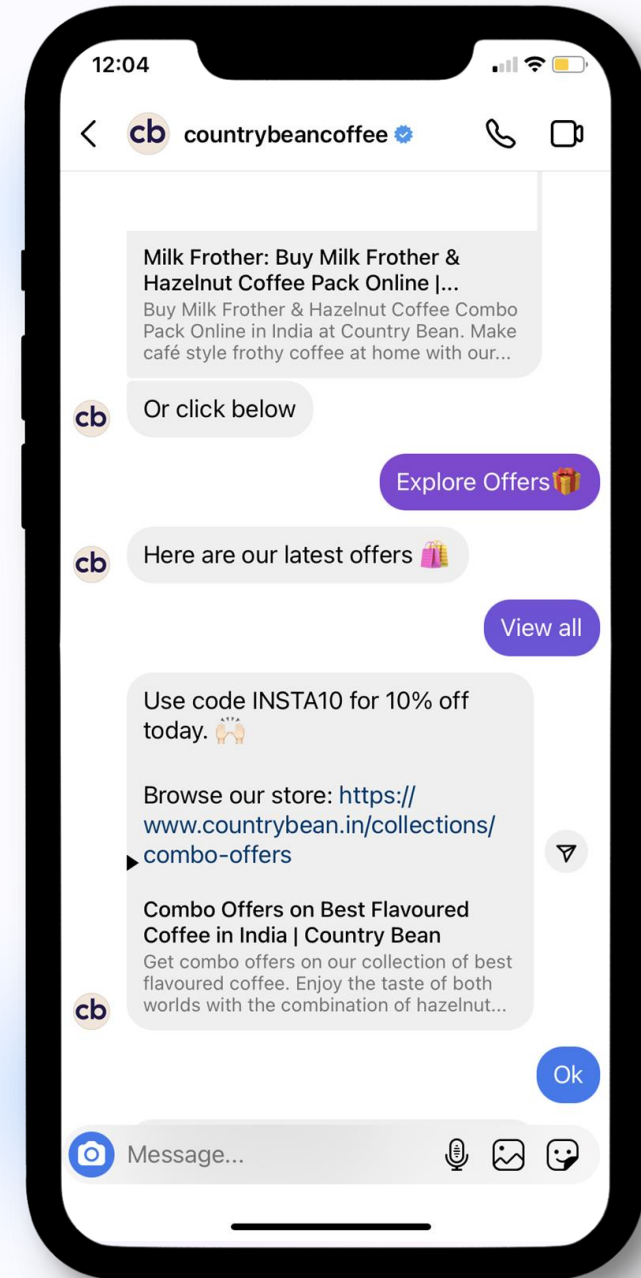 12:04
cb countrybeancoffee
Milk Frother: Buy Milk Frother &
Hazelnut Coffee Pack Online |...
Buy Milk Frother & Hazelnut Coffee Combo
Pack Online in India at Country Bean. Make
café style frothy coffee at home with our...
cb Or click below
Explore Offers🎁
cb Here are our latest offers 🛍️
View all
Use code INSTA10 for 10% off
today. 🙌🏻
Browse our store: https://
www.countrybean.in/collections/
combo-offers
Combo Offers on Best Flavoured
Coffee in India | Country Bean
Get combo offers on our collection of best
flavoured coffee. Enjoy the taste of both
cb worlds with the combination of hazelnut...
Ok
Message...